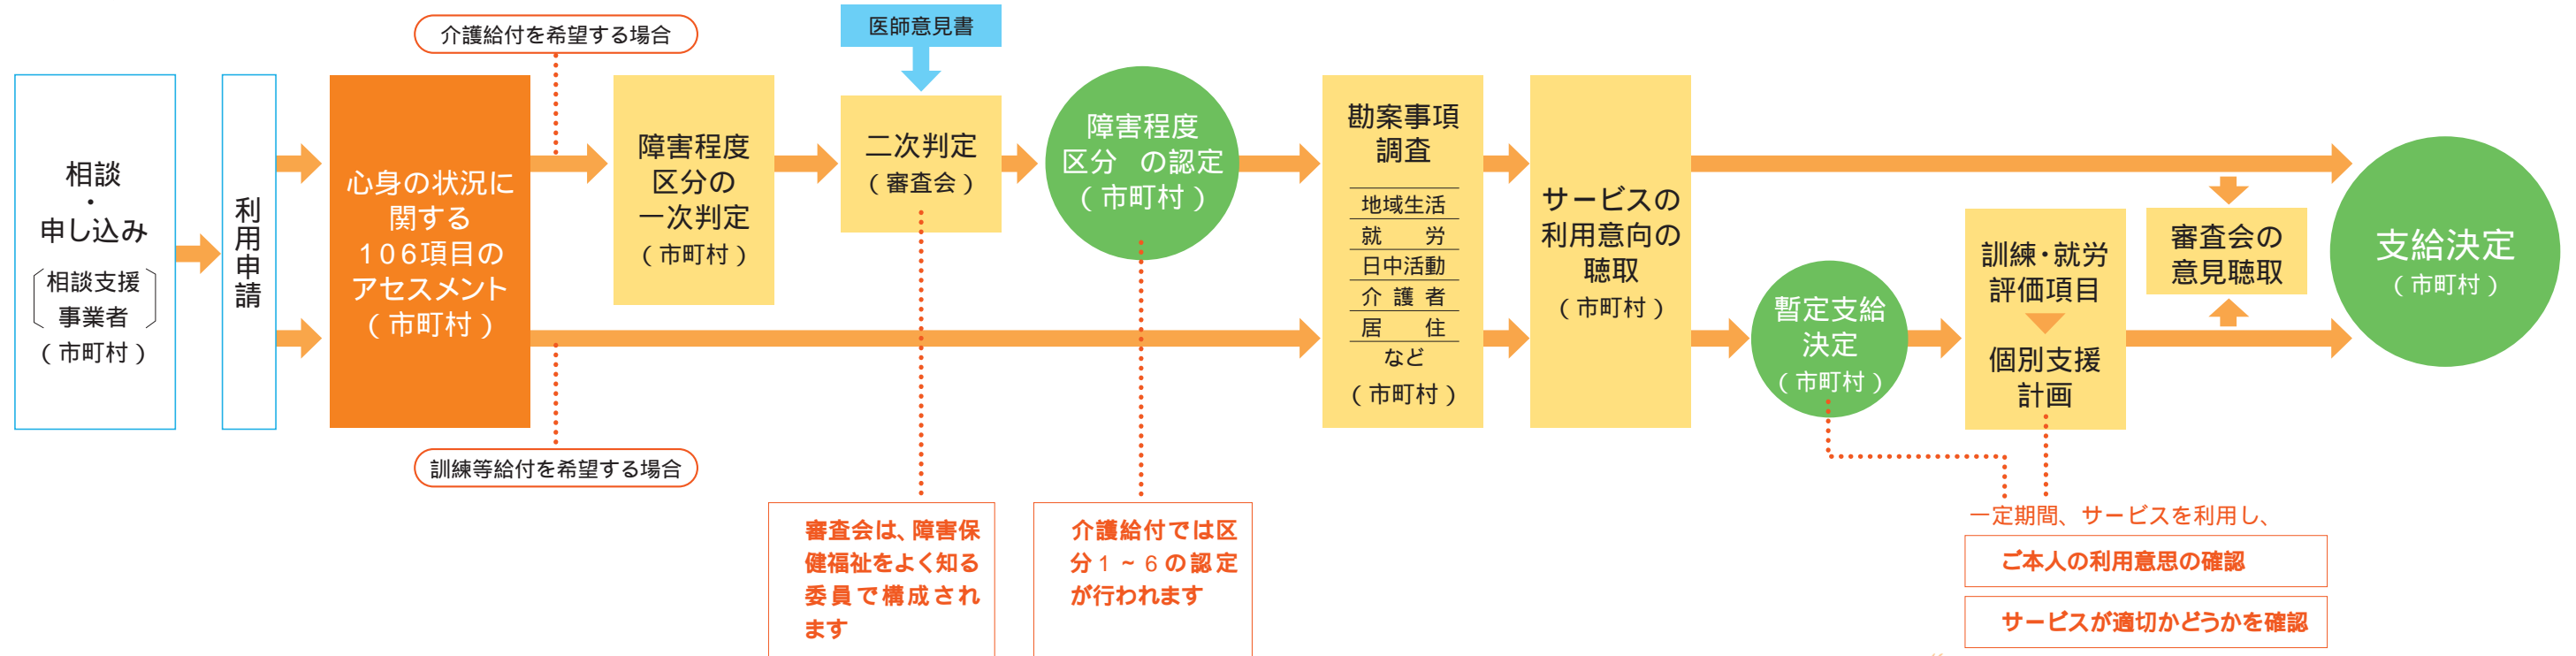 介護給付を希望する場合
医師意見書
相談
・
申し込み
相談支援
事業者
(市町村)
利用申請
心身の状況に
関する
106項目の
アセスメント
(市町村)
障害程度
区分の
一次判定
(市町村)
二次判定
(審査会)
障害程度
区分 の認定
(市町村)
勘案事項
調査
地域生活
就 労
日中活動
介 護 者
居 住
など
(市町村)
サービスの
利用意向の
聴取
(市町村)
暫定支給
決定
(市町村)
訓練・就労
評価項目
個別支援
計画
審査会の
意見聴取
支給決定
(市町村)
訓練等給付を希望する場合
審査会は、障害保
健福祉をよく知る
委員で構成され
ます
介護給付では区
分1~6の認定
が行われます
一定期間、サービスを利用し、
ご本人の利用意思の確認
サービスが適切かどうかを確認